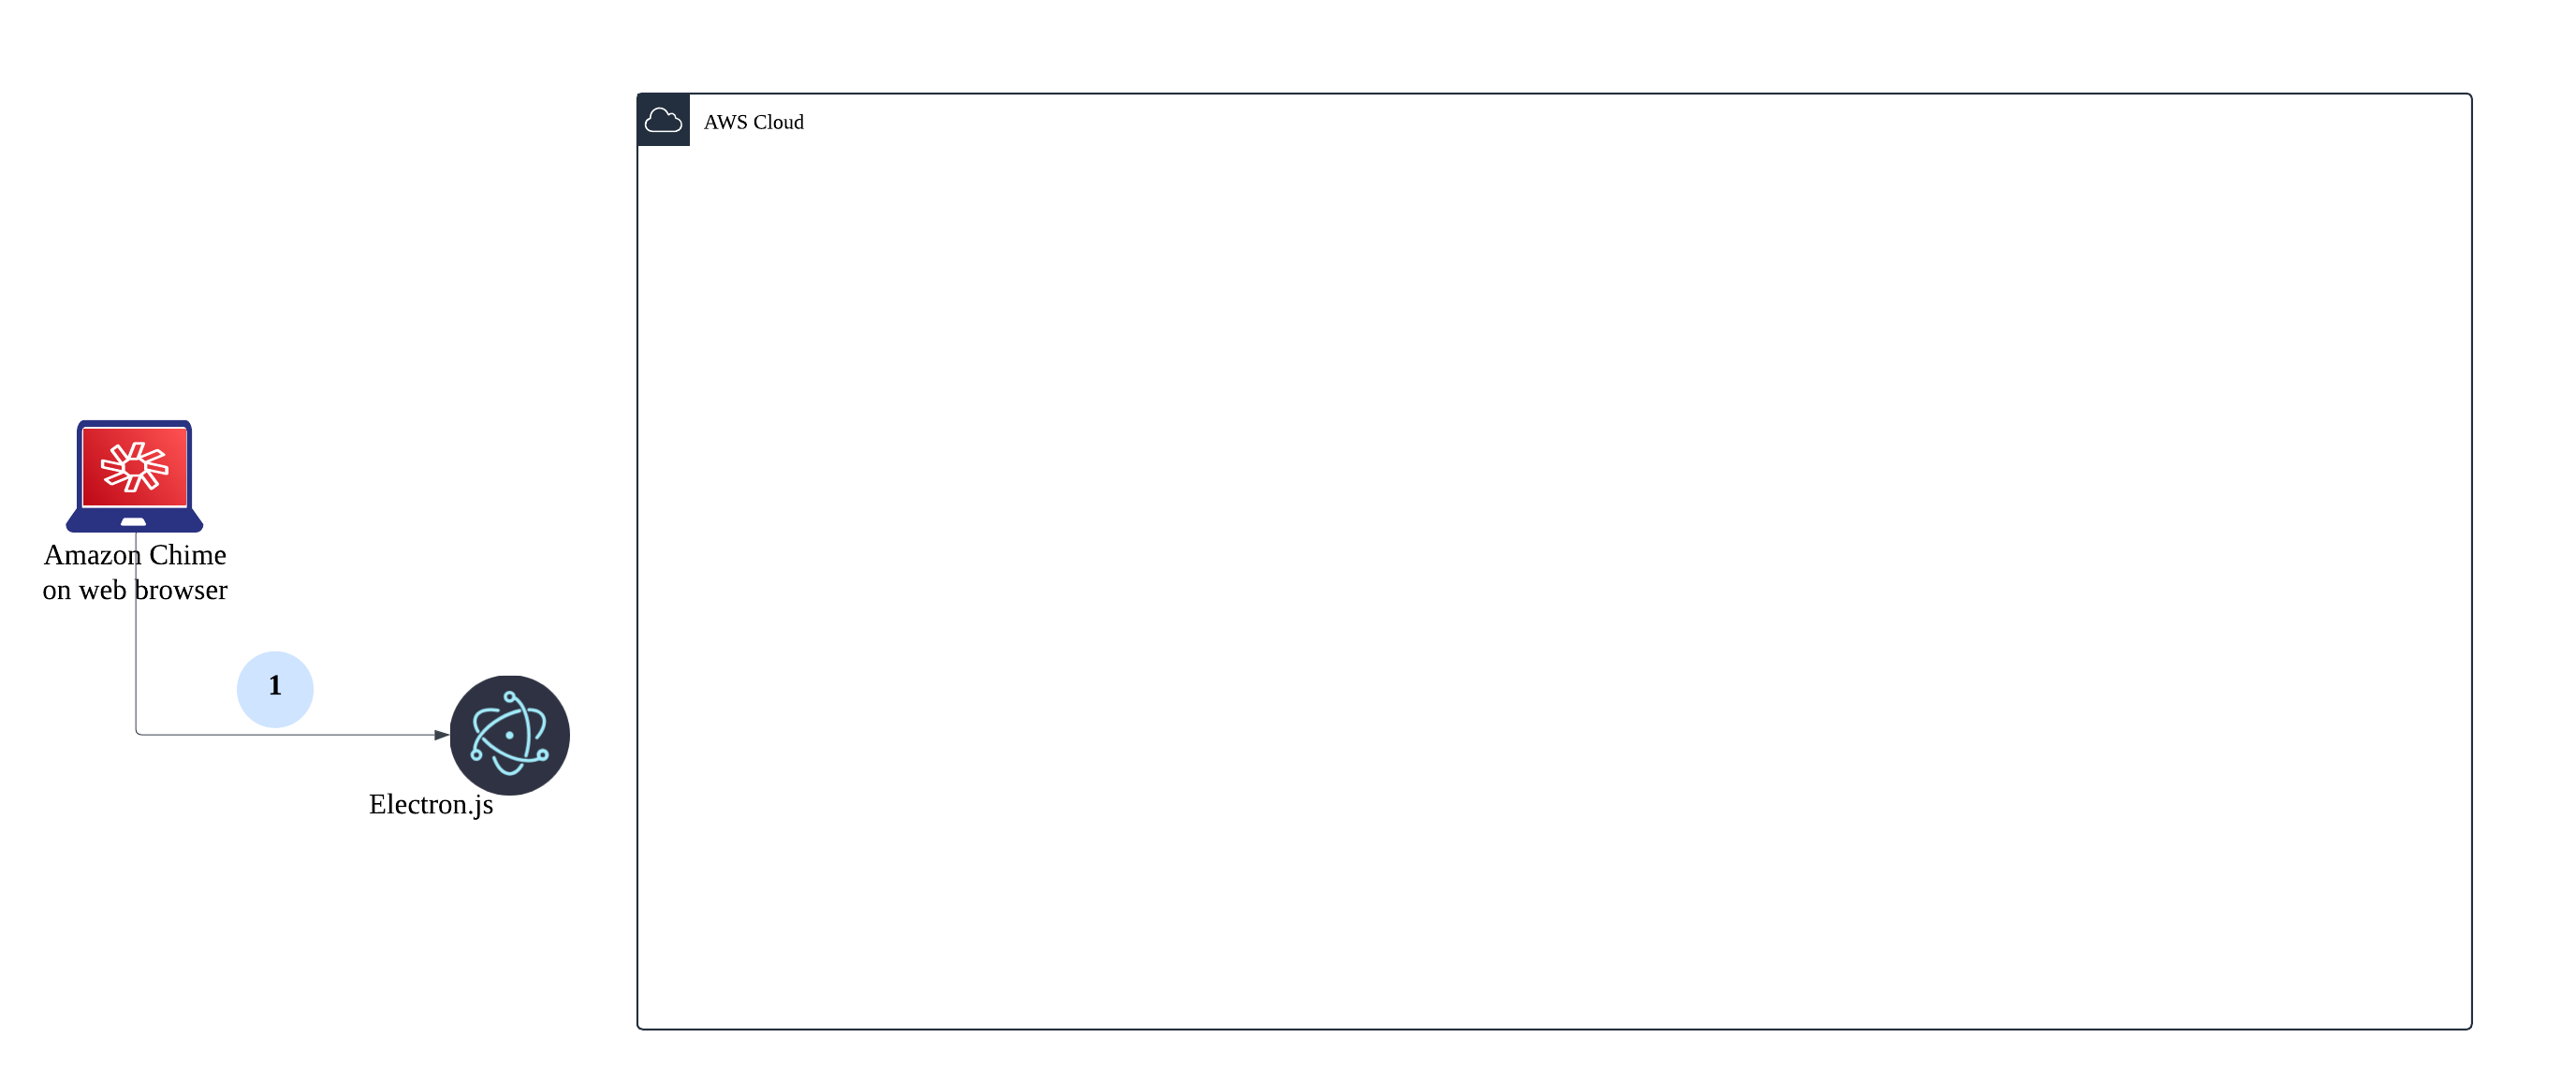 AWS Cloud
Amazon Chime
on web browser
1
Electron.js